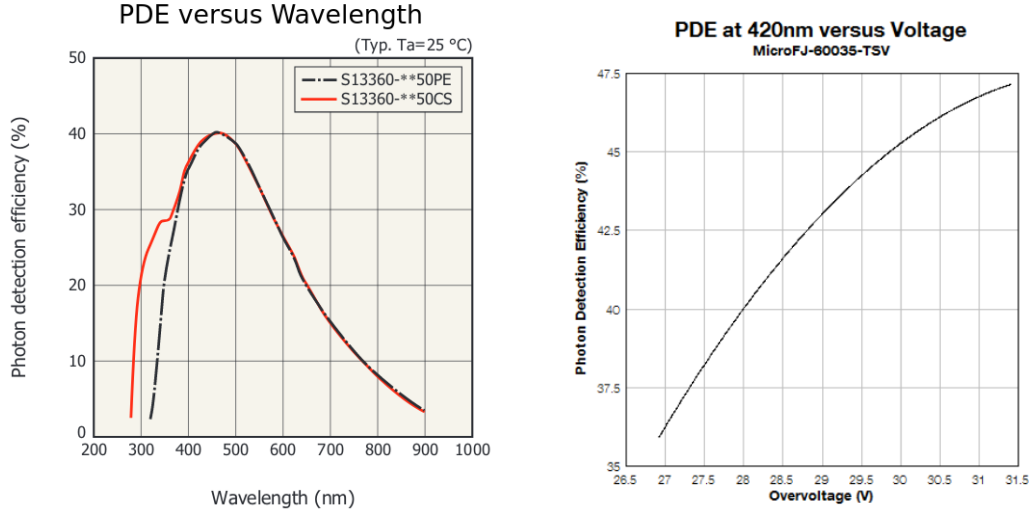 PDE versus Wavelength
(Typ. Ta=25 °C)
50
40
30
20
10
0
S13360-**50PE
S13360-**50CS
Photon detection efficiency (%)
200 300 400 500 600 700 800 900 1000
Wavelength (nm)
PDE at 420nm versus Voltage
MicroFJ-60035-TSV
47.5
45
42.5
40
37.5
35
Photon Detection Efficiency (%)
26.5 27 27.5 28 28.5 29 29.5 30 30.5 31 31.5
Overvoltage (V)